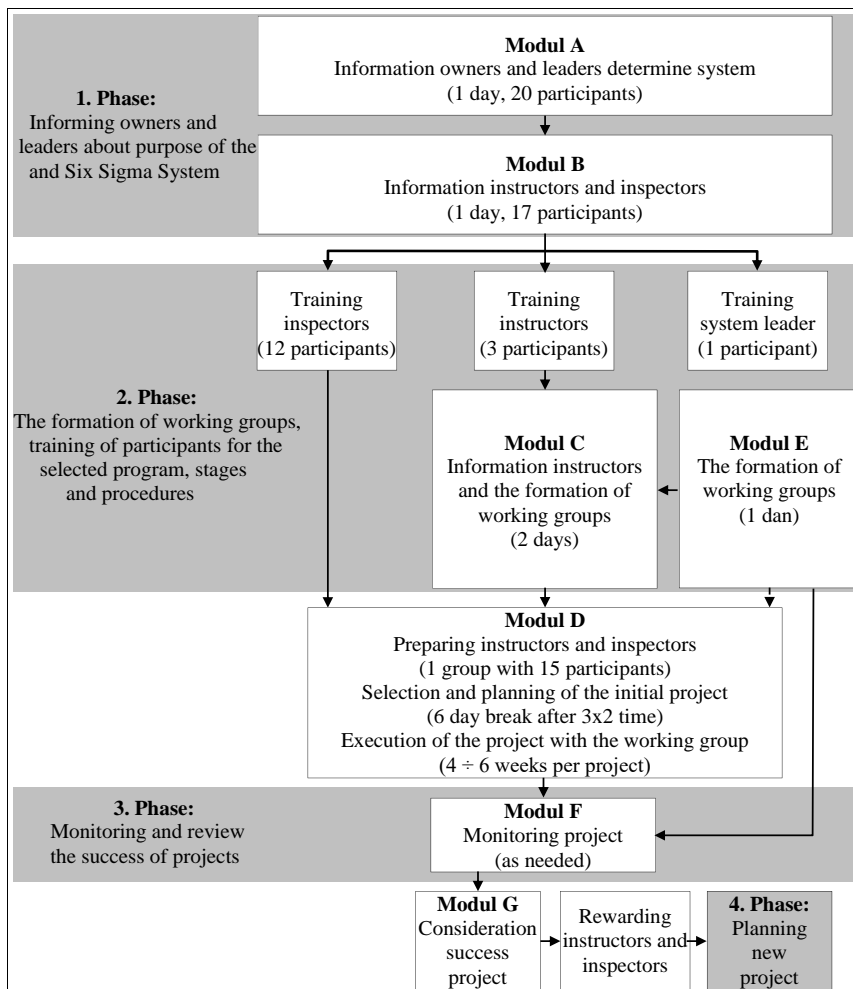 Modul A
Information owners and leaders determine system
(1 day, 20 participants)
1. Phase:
Informing owners and
leaders about purpose of the
and Six Sigma System
Modul B
Information instructors and inspectors
(1 day, 17 participants)
Training
inspectors
(12 participants)
Training
instructors
(3 participants)
Training
system leader
(1 participant)
2. Phase:
The formation of working groups,
training of participants for the
selected program, stages
and procedures
Modul C
Information instructors
and the formation of
working groups
(2 days)
Modul E
The formation of
working groups
(1 dan)
Modul D
Preparing instructors and inspectors
(1 group with 15 participants)
Selection and planning of the initial project
(6 day break after 3x2 time)
Execution of the project with the working group
(4 ÷ 6 weeks per project)
3. Phase:
Monitoring and review
the success of projects
Modul F
Monitoring project
(as needed)
Modul G
Consideration
success
project
Rewarding
instructors and
inspectors
4. Phase:
Planning
new
project